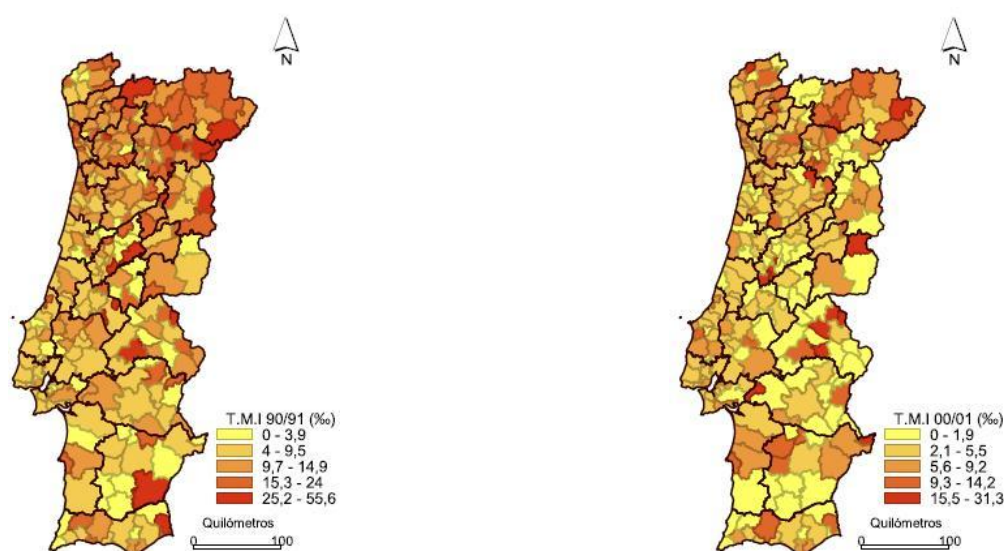 N
T.M.I 90/91 (‰)
0 - 3,9
4 - 9,5
9,7 - 14,9
15,3 - 24
25,2 - 55,6
Quilómetros
0 100
N
T.M.I 00/01 (‰)
0 - 1,9
2,1 - 5,5
5,6 - 9,2
9,3 - 14,2
15,5 - 31,3
Quilómetros
0 100